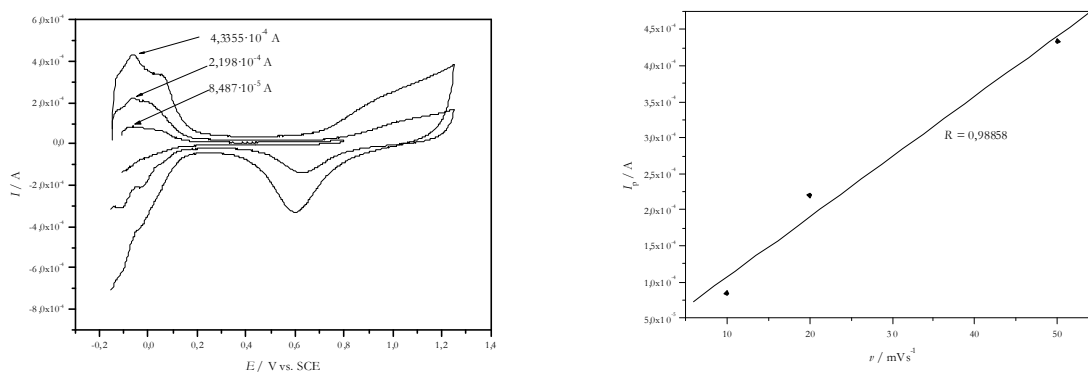 6,0x10⁻⁴
4,0x10⁻⁴
2,0x10⁻⁴
0,0
-2,0x10⁻⁴
-4,0x10⁻⁴
-6,0x10⁻⁴
-8,0x10⁻⁴
I / A
4,3355·10⁻⁴ A
2,198·10⁻⁴ A
8,487·10⁻⁵ A
-0,2 0,0 0,2 0,4 0,6 0,8 1,0 1,2 1,4
E / V vs. SCE
4,5x10⁻⁴
4,0x10⁻⁴
3,5x10⁻⁴
3,0x10⁻⁴
2,5x10⁻⁴
2,0x10⁻⁴
1,5x10⁻⁴
1,0x10⁻⁴
5,0x10⁻⁵
Iₚ / A
R = 0,98858
10 20 30 40 50
v / mVs⁻¹